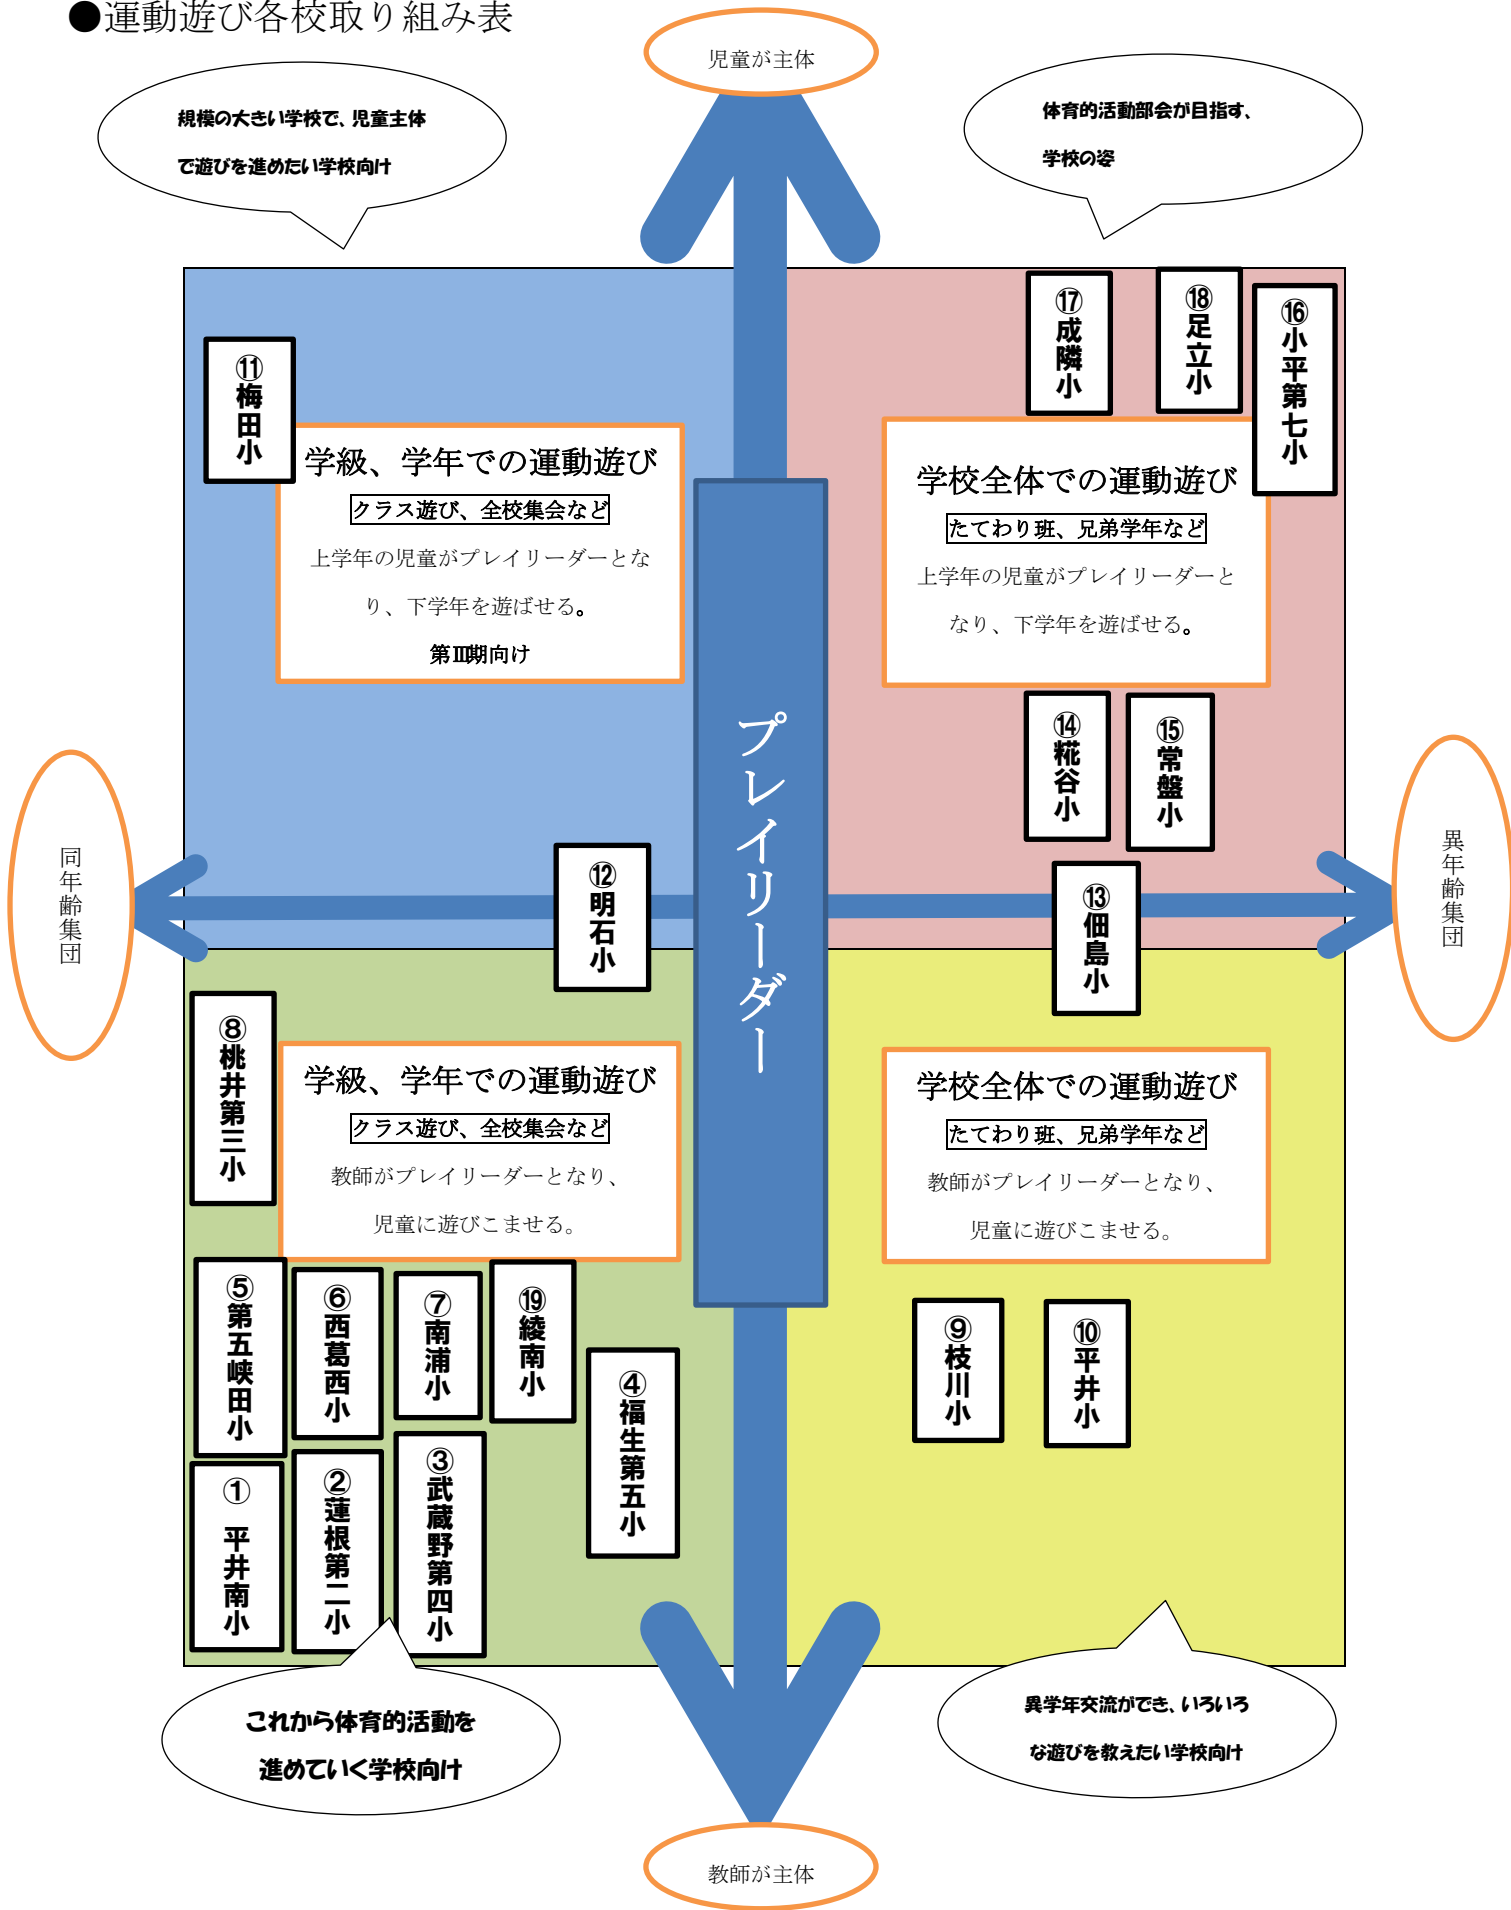 ●運動遊び各校取り組み表
児童が主体
規模の大きい学校で、児童主体
で遊びを進めたい学校向け
体育的活動部会が目指す、
学校の姿
⑪梅田小
⑰成隣小
⑱足立小
⑯小平第七小
学級、学年での運動遊び
クラス遊び、全校集会など
上学年の児童がプレイリーダーとな
り、下学年を遊ばせる。
第Ⅲ期向け
学校全体での運動遊び
たてわり班、兄弟学年など
上学年の児童がプレイリーダーと
なり、下学年を遊ばせる。
プレイリーダー
⑭糀谷小
⑮常盤小
同年齢集団
異年齢集団
⑫明石小
⑬佃島小
⑧桃井第三小
学級、学年での運動遊び
クラス遊び、全校集会など
教師がプレイリーダーとなり、
児童に遊びこませる。
学校全体での運動遊び
たてわり班、兄弟学年など
教師がプレイリーダーとなり、
児童に遊びこませる。
⑤第五峡田小
⑥西葛西小
⑦南浦小
⑲綾南小
④福生第五小
⑨枝川小
⑩平井小
① 平井南小
②蓮根第二小
③武蔵野第四小
これから体育的活動を
進めていく学校向け
異学年交流ができ、いろいろ
な遊びを教えたい学校向け
教師が主体